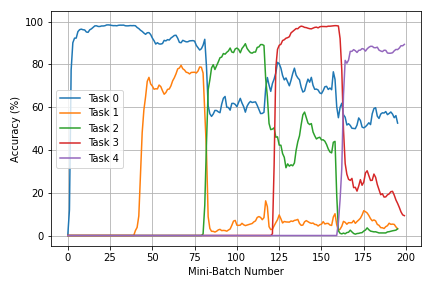 100
80
60
40
20
0
Accuracy (%)
Task 0
Task 1
Task 2
Task 3
Task 4
0 25 50 75 100 125 150 175 200
Mini-Batch Number